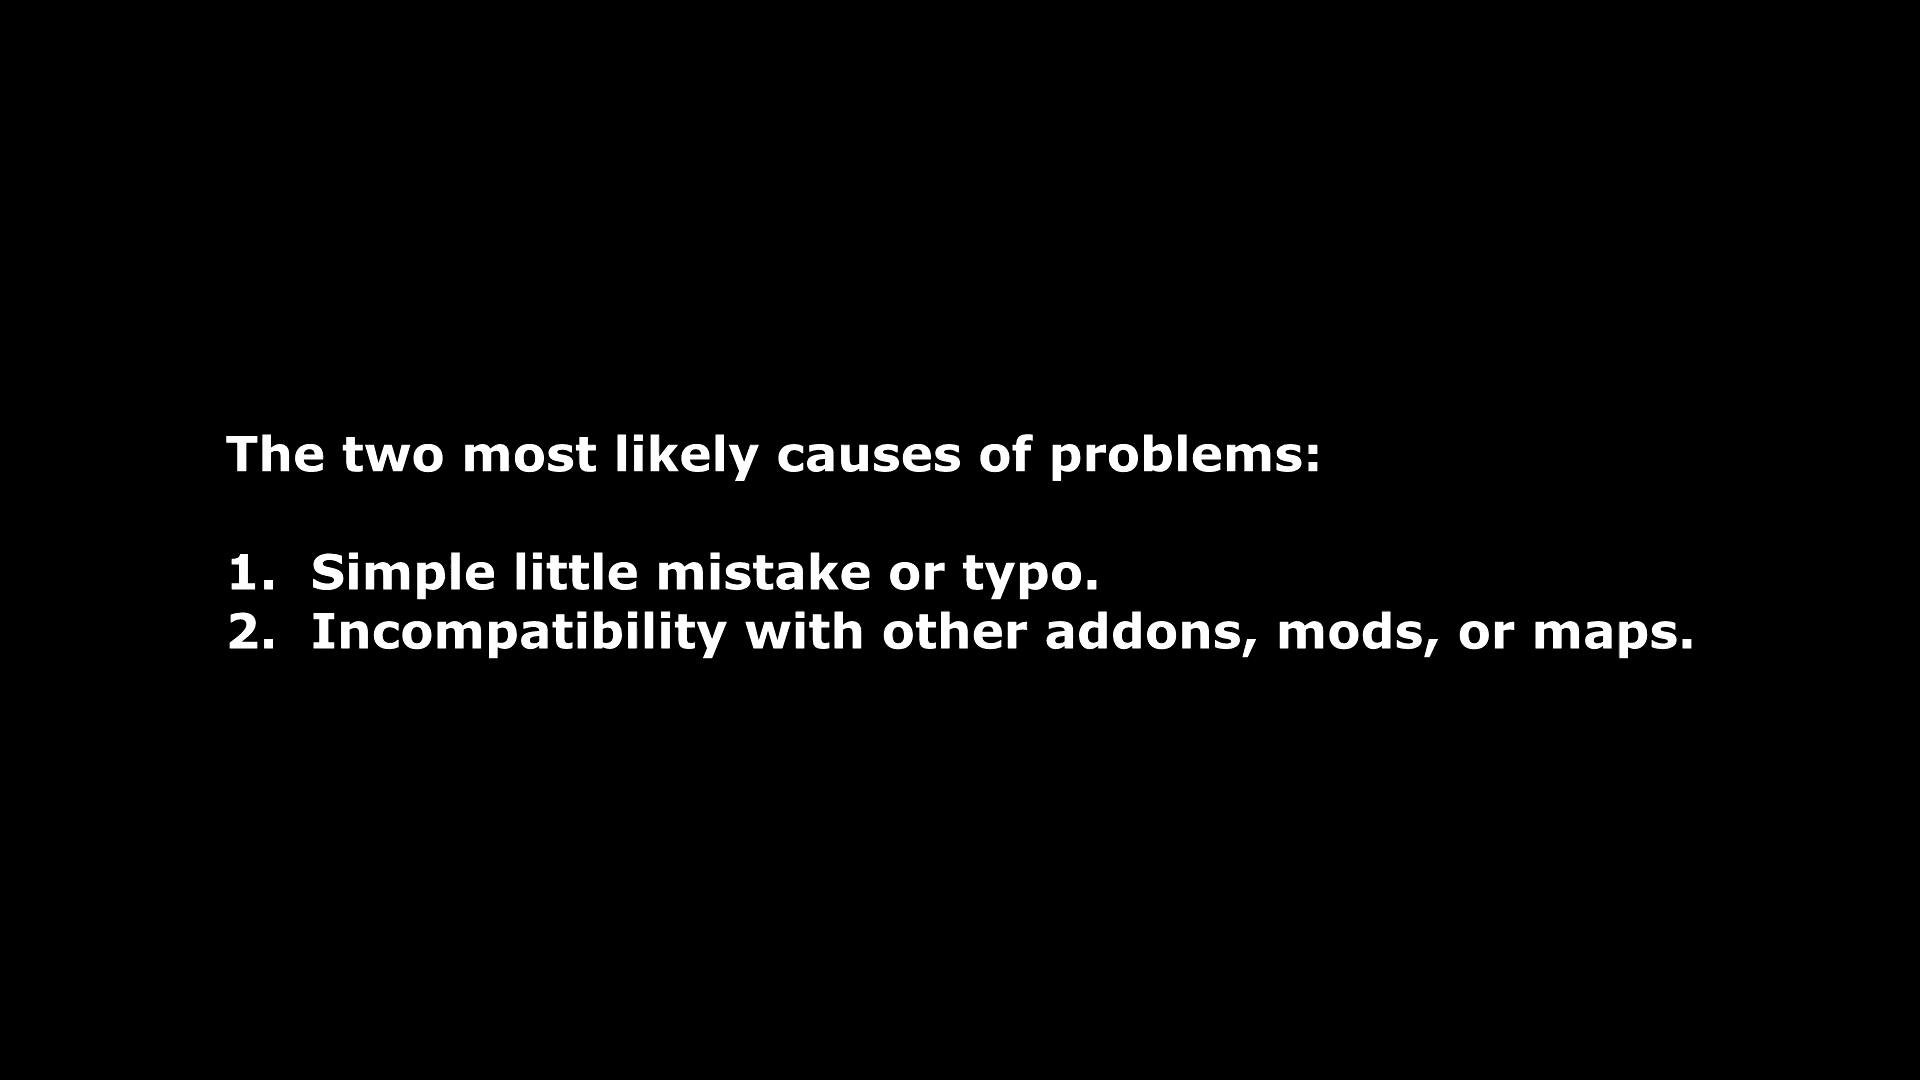 The two most likely causes of problems:
1. Simple little mistake or typo.
2. Incompatibility with other addons, mods, or maps.